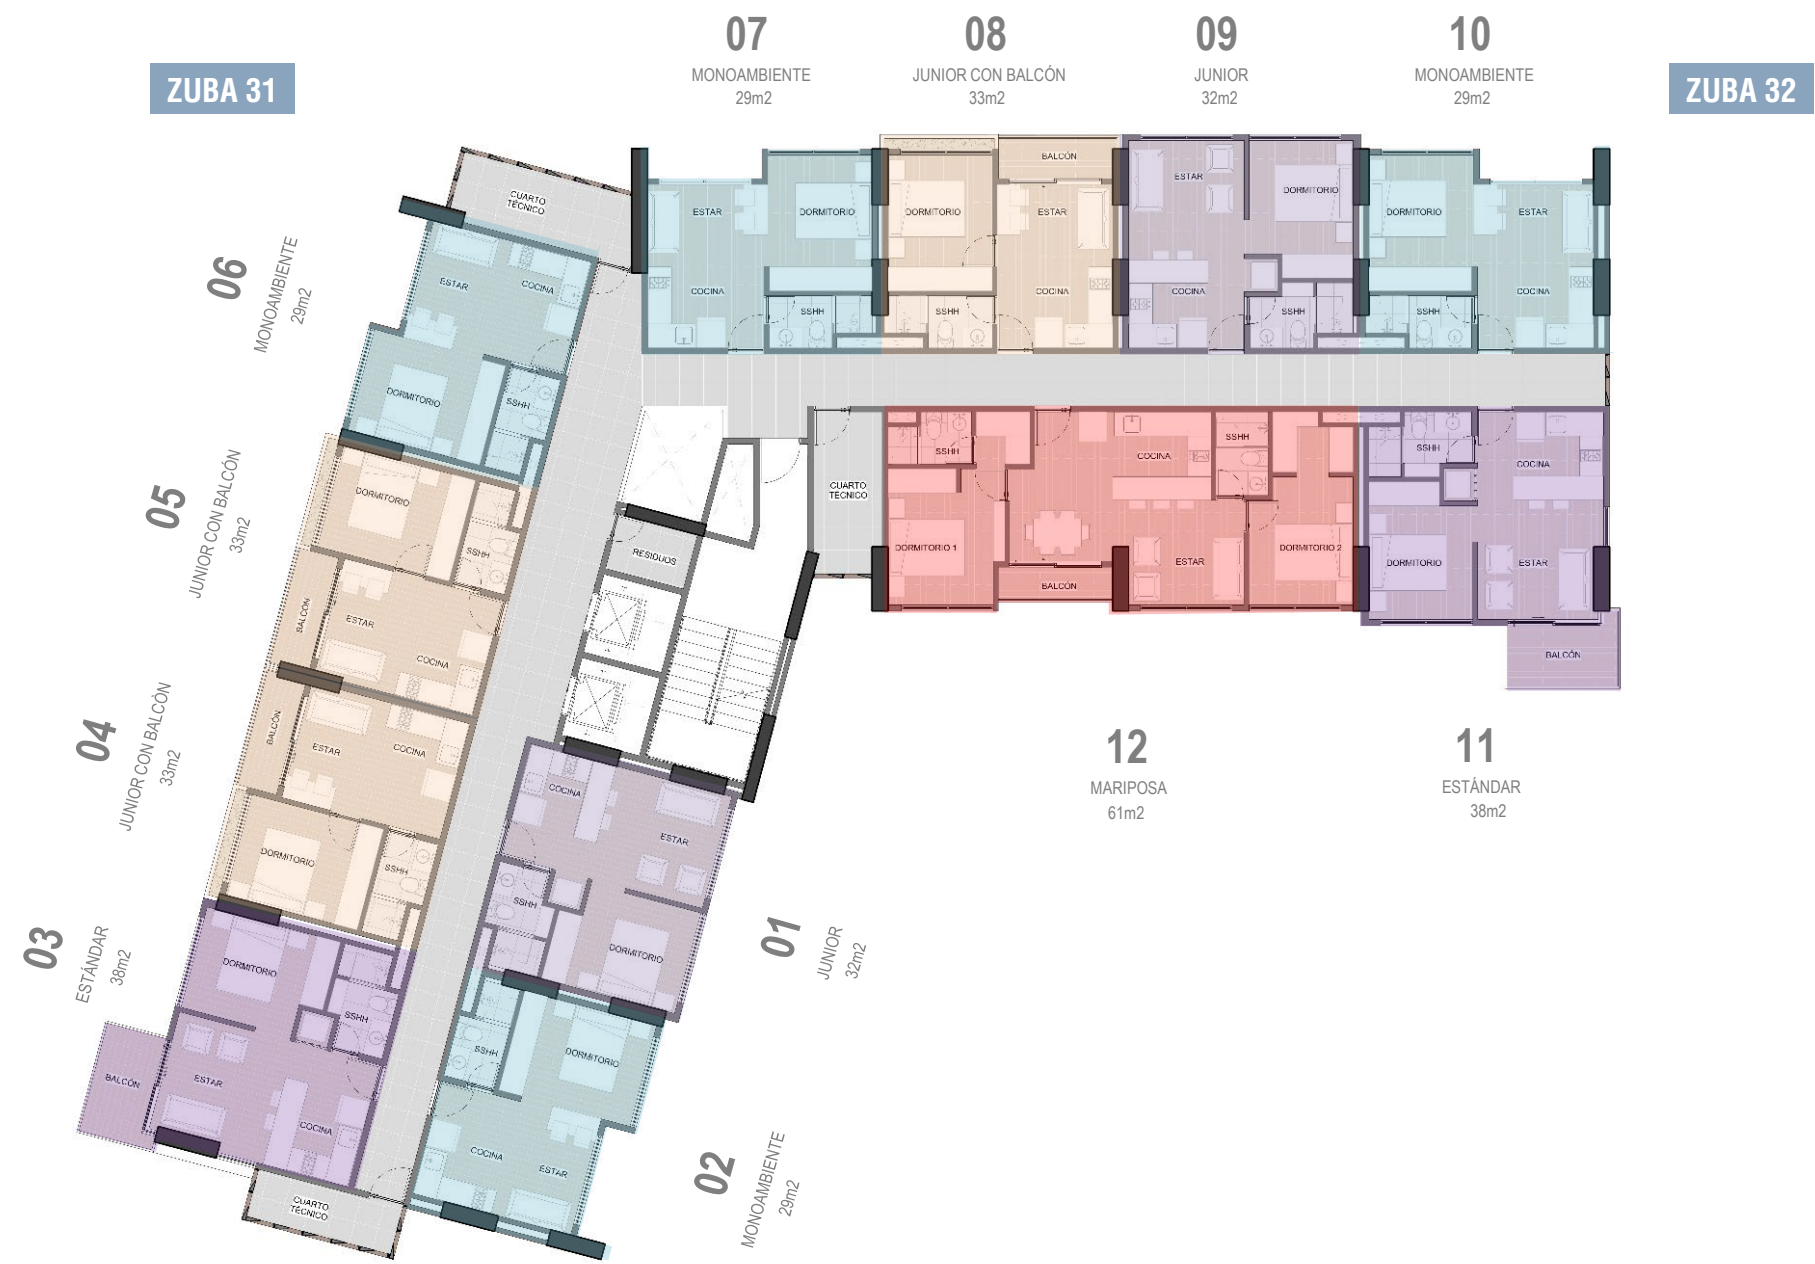 07
08
09
10
MONOAMBIENTE
29m2
JUNIOR CON BALCÓN
33m2
JUNIOR
32m2
MONOAMBIENTE
29m2
ZUBA 31
ZUBA 32
CUARTO
TÉCNICO
ESTAR
DORMITORIO
COCINA
SSHH
DORMITORIO
BALCÓN
ESTAR
COCINA
SSHH
ESTAR
DORMITORIO
COCINA
SSHH
DORMITORIO
ESTAR
COCINA
SSHH
06
MONOAMBIENTE
29m2
ESTAR
COCINA
DORMITORIO
SSHH
05
JUNIOR CON BALCÓN
33m2
DORMITORIO
SSHH
BALCÓN
ESTAR
COCINA
04
JUNIOR CON BALCÓN
33m2
BALCÓN
ESTAR
COCINA
DORMITORIO
SSHH
03
ESTÁNDAR
38m2
DORMITORIO
SSHH
BALCÓN
ESTAR
COCINA
CUARTO
TÉCNICO
RESIDUOS
CUARTO
TÉCNICO
SSHH
COCINA
SSHH
DORMITORIO 1
BALCÓN
ESTAR
DORMITORIO 2
SSHH
COCINA
DORMITORIO
ESTAR
BALCÓN
12
MARIPOSA
61m2
11
ESTÁNDAR
38m2
COCINA
ESTAR
SSHH
DORMITORIO
01
JUNIOR
32m2
SSHH
DORMITORIO
COCINA
ESTAR
02
MONOAMBIENTE
29m2